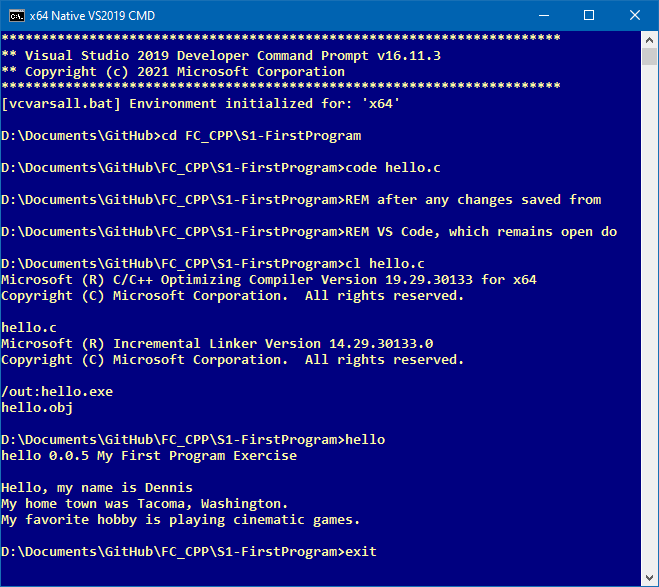 x64 Native VS2019 CMD
**********************************************************************
** Visual Studio 2019 Developer Command Prompt v16.11.3
** Copyright (c) 2021 Microsoft Corporation
**********************************************************************
[vcvarsall.bat] Environment initialized for: 'x64'
D:\Documents\GitHub>cd FC_CPP\S1-FirstProgram
D:\Documents\GitHub\FC_CPP\S1-FirstProgram>code hello.c
D:\Documents\GitHub\FC_CPP\S1-FirstProgram>REM after any changes saved from
D:\Documents\GitHub\FC_CPP\S1-FirstProgram>REM VS Code, which remains open do
D:\Documents\GitHub\FC_CPP\S1-FirstProgram>cl hello.c
Microsoft (R) C/C++ Optimizing Compiler Version 19.29.30133 for x64
Copyright (C) Microsoft Corporation.  All rights reserved.
hello.c
Microsoft (R) Incremental Linker Version 14.29.30133.0
Copyright (C) Microsoft Corporation.  All rights reserved.
/out:hello.exe
hello.obj
D:\Documents\GitHub\FC_CPP\S1-FirstProgram>hello
hello 0.0.5 My First Program Exercise
Hello, my name is Dennis
My home town was Tacoma, Washington.
My favorite hobby is playing cinematic games.
D:\Documents\GitHub\FC_CPP\S1-FirstProgram>exit